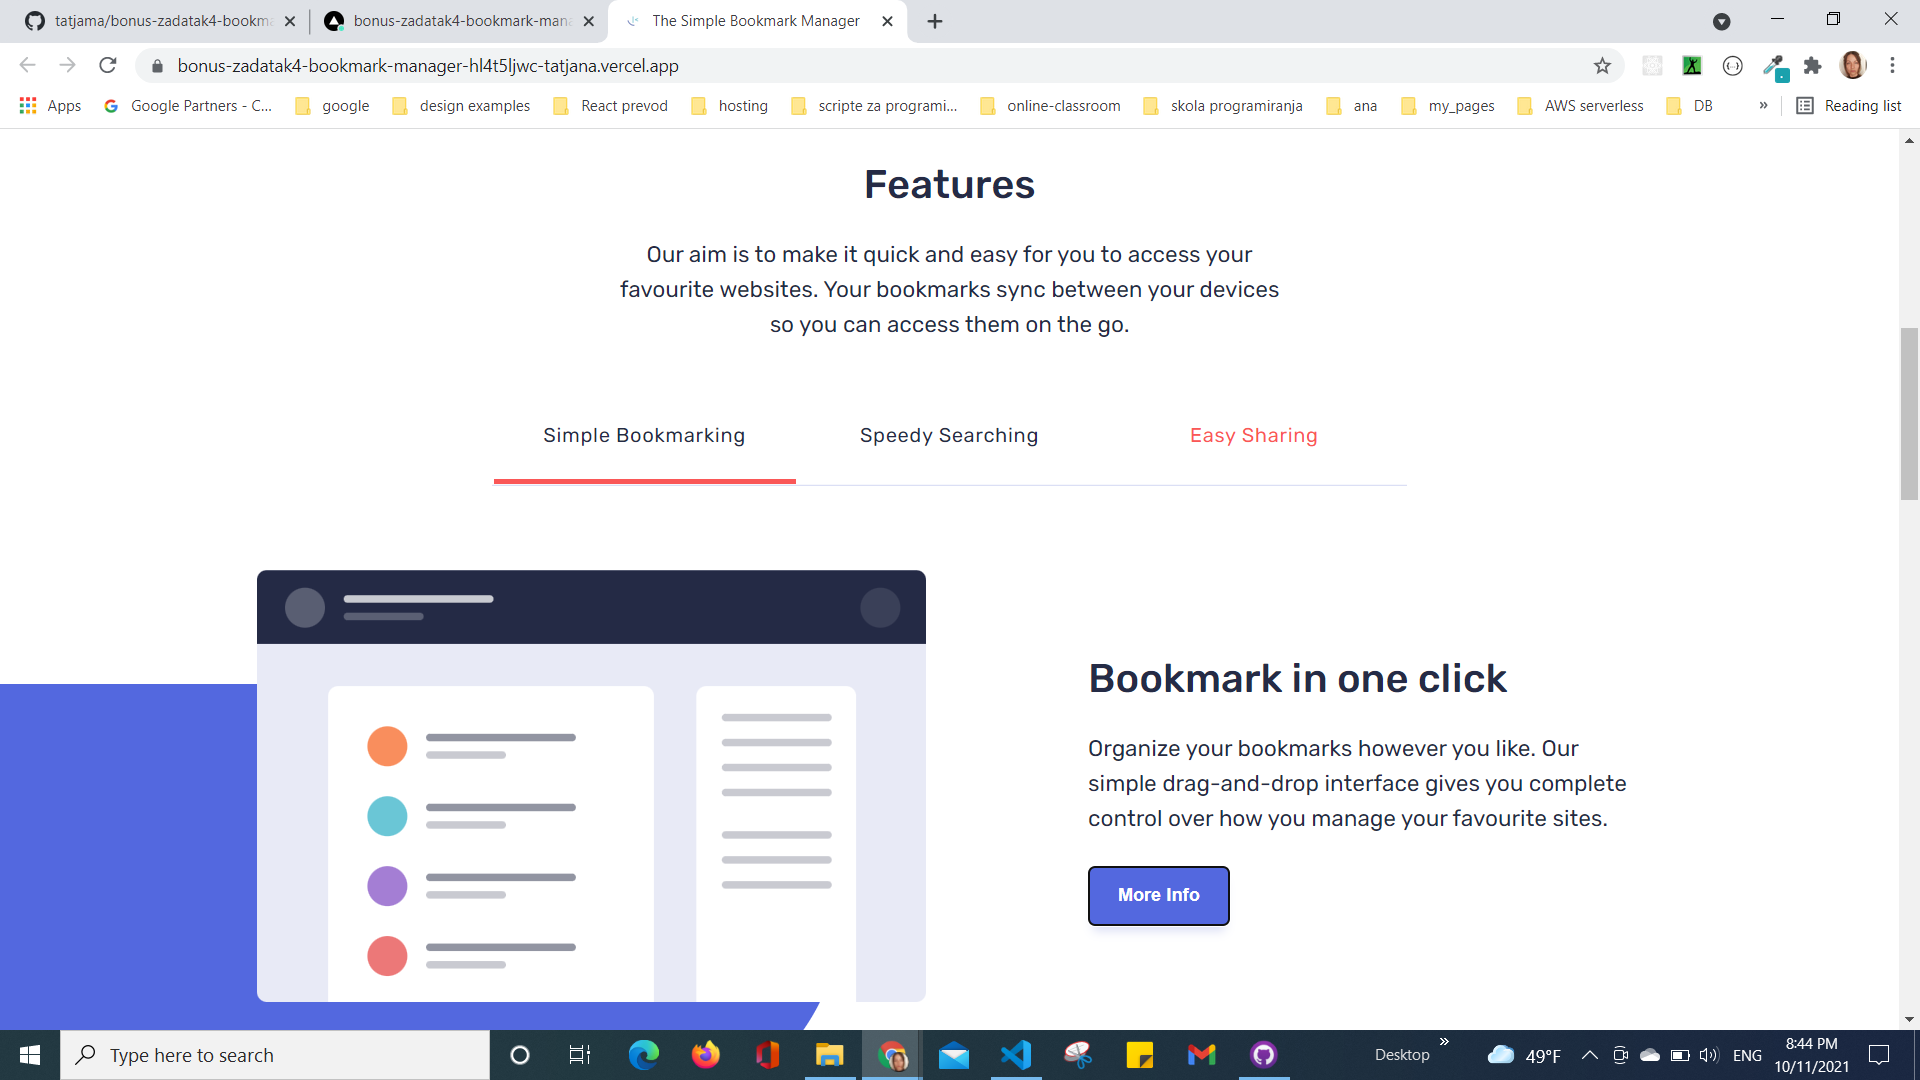 tatjama/bonus-zadatak4-bookma
bonus-zadatak4-bookmark-mana
The Simple Bookmark Manager
bonus-zadatak4-bookmark-manager-hl4t5ljwc-tatjana.vercel.app
Apps
Google Partners - C...
google
design examples
React prevod
hosting
scripte za programi...
online-classroom
skola programiranja
ana
my_pages
AWS serverless
DB
»
Reading list
Features
Our aim is to make it quick and easy for you to access your
favourite websites. Your bookmarks sync between your devices
so you can access them on the go.
Simple Bookmarking
Speedy Searching
Easy Sharing
Bookmark in one click
Organize your bookmarks however you like. Our
simple drag-and-drop interface gives you complete
control over how you manage your favourite sites.
More Info
Type here to search
Desktop
»
49°F
ENG
8:44 PM
10/11/2021